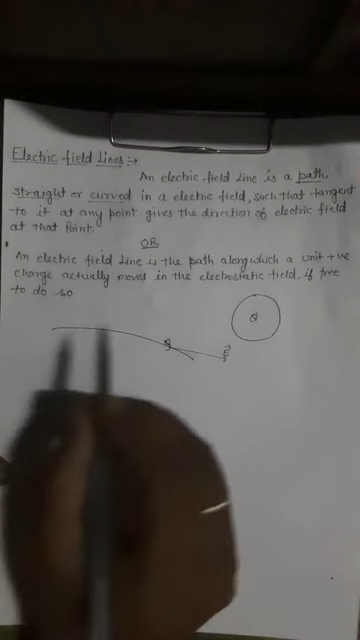 Electric field Lines :→
An electric field Line is a path
straight or curved in a electric field, such that tangent
to it at any point gives the direction of electric field
at that Point.
OR
An electric field Line is the path along which a unit +ve
charge actually moves in the electrostatic field, if free
to do so